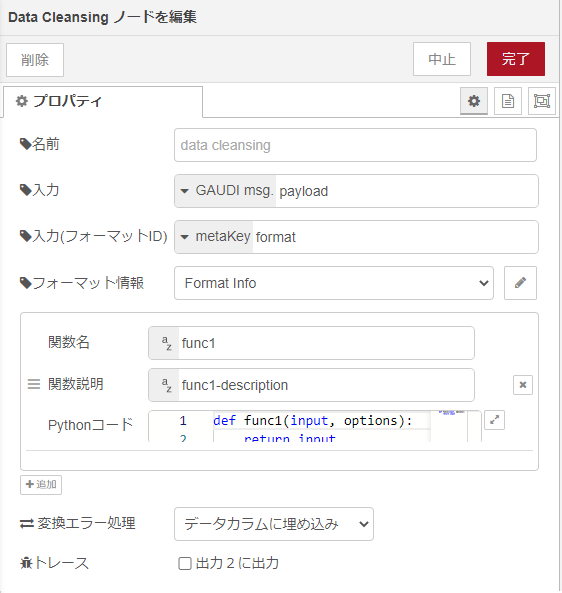 Data Cleansing ノードを編集
削除
中止
完了
プロパティ
名前
data cleansing
入力
GAUDI msg. payload
入力(フォーマットID)
metaKey format
フォーマット情報
Format Info
関数名
az func1
関数説明
az func1-description
Pythonコード
1 def func1(input, options):
2 return input
+追加
変換エラー処理
データカラムに埋め込み
トレース
出力２に出力